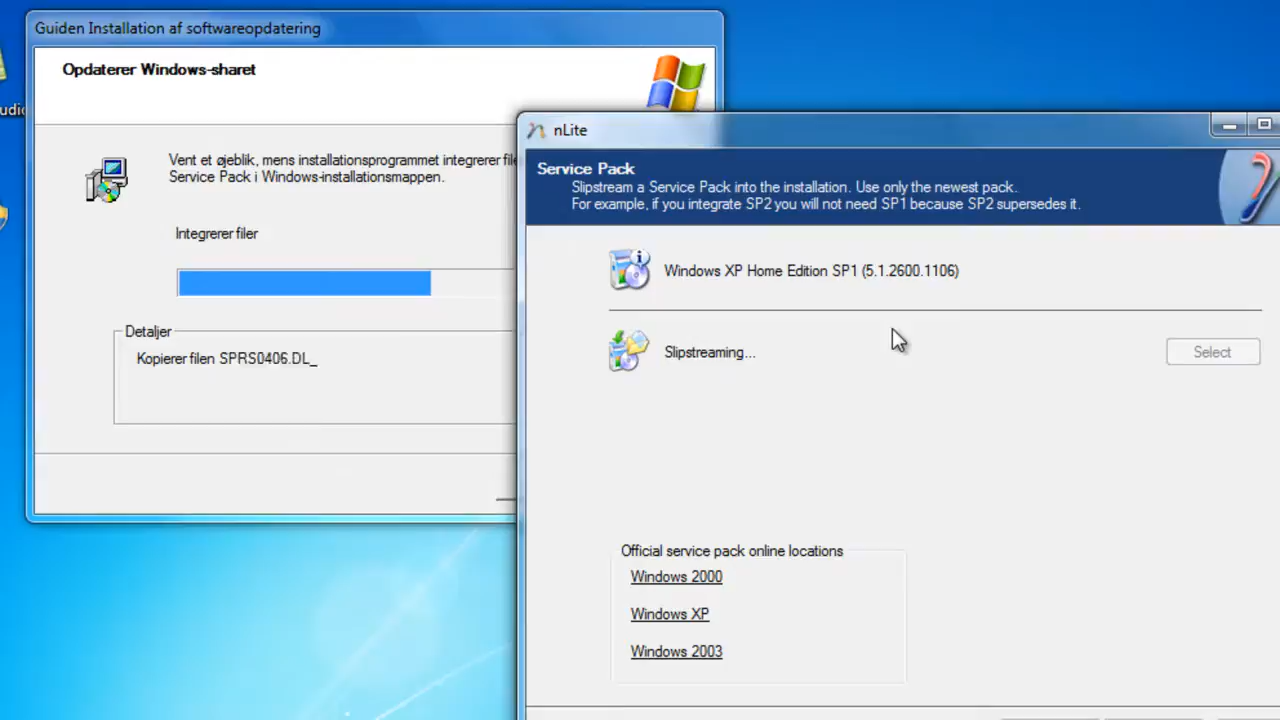 Guiden Installation af softwareopdatering
Opdaterer Windows-sharet
Vent et øjeblik, mens installationsprogrammet integrerer file
Service Pack i Windows-installationsmappen.
Integrerer filer
Detaljer
Kopierer filen SPRS0406.DL_
nLite
Service Pack
Slipstream a Service Pack into the installation. Use only the newest pack.
For example, if you integrate SP2 you will not need SP1 because SP2 supersedes it.
Windows XP Home Edition SP1 (5.1.2600.1106)
Slipstreaming...
Select
Official service pack online locations
Windows 2000
Windows XP
Windows 2003